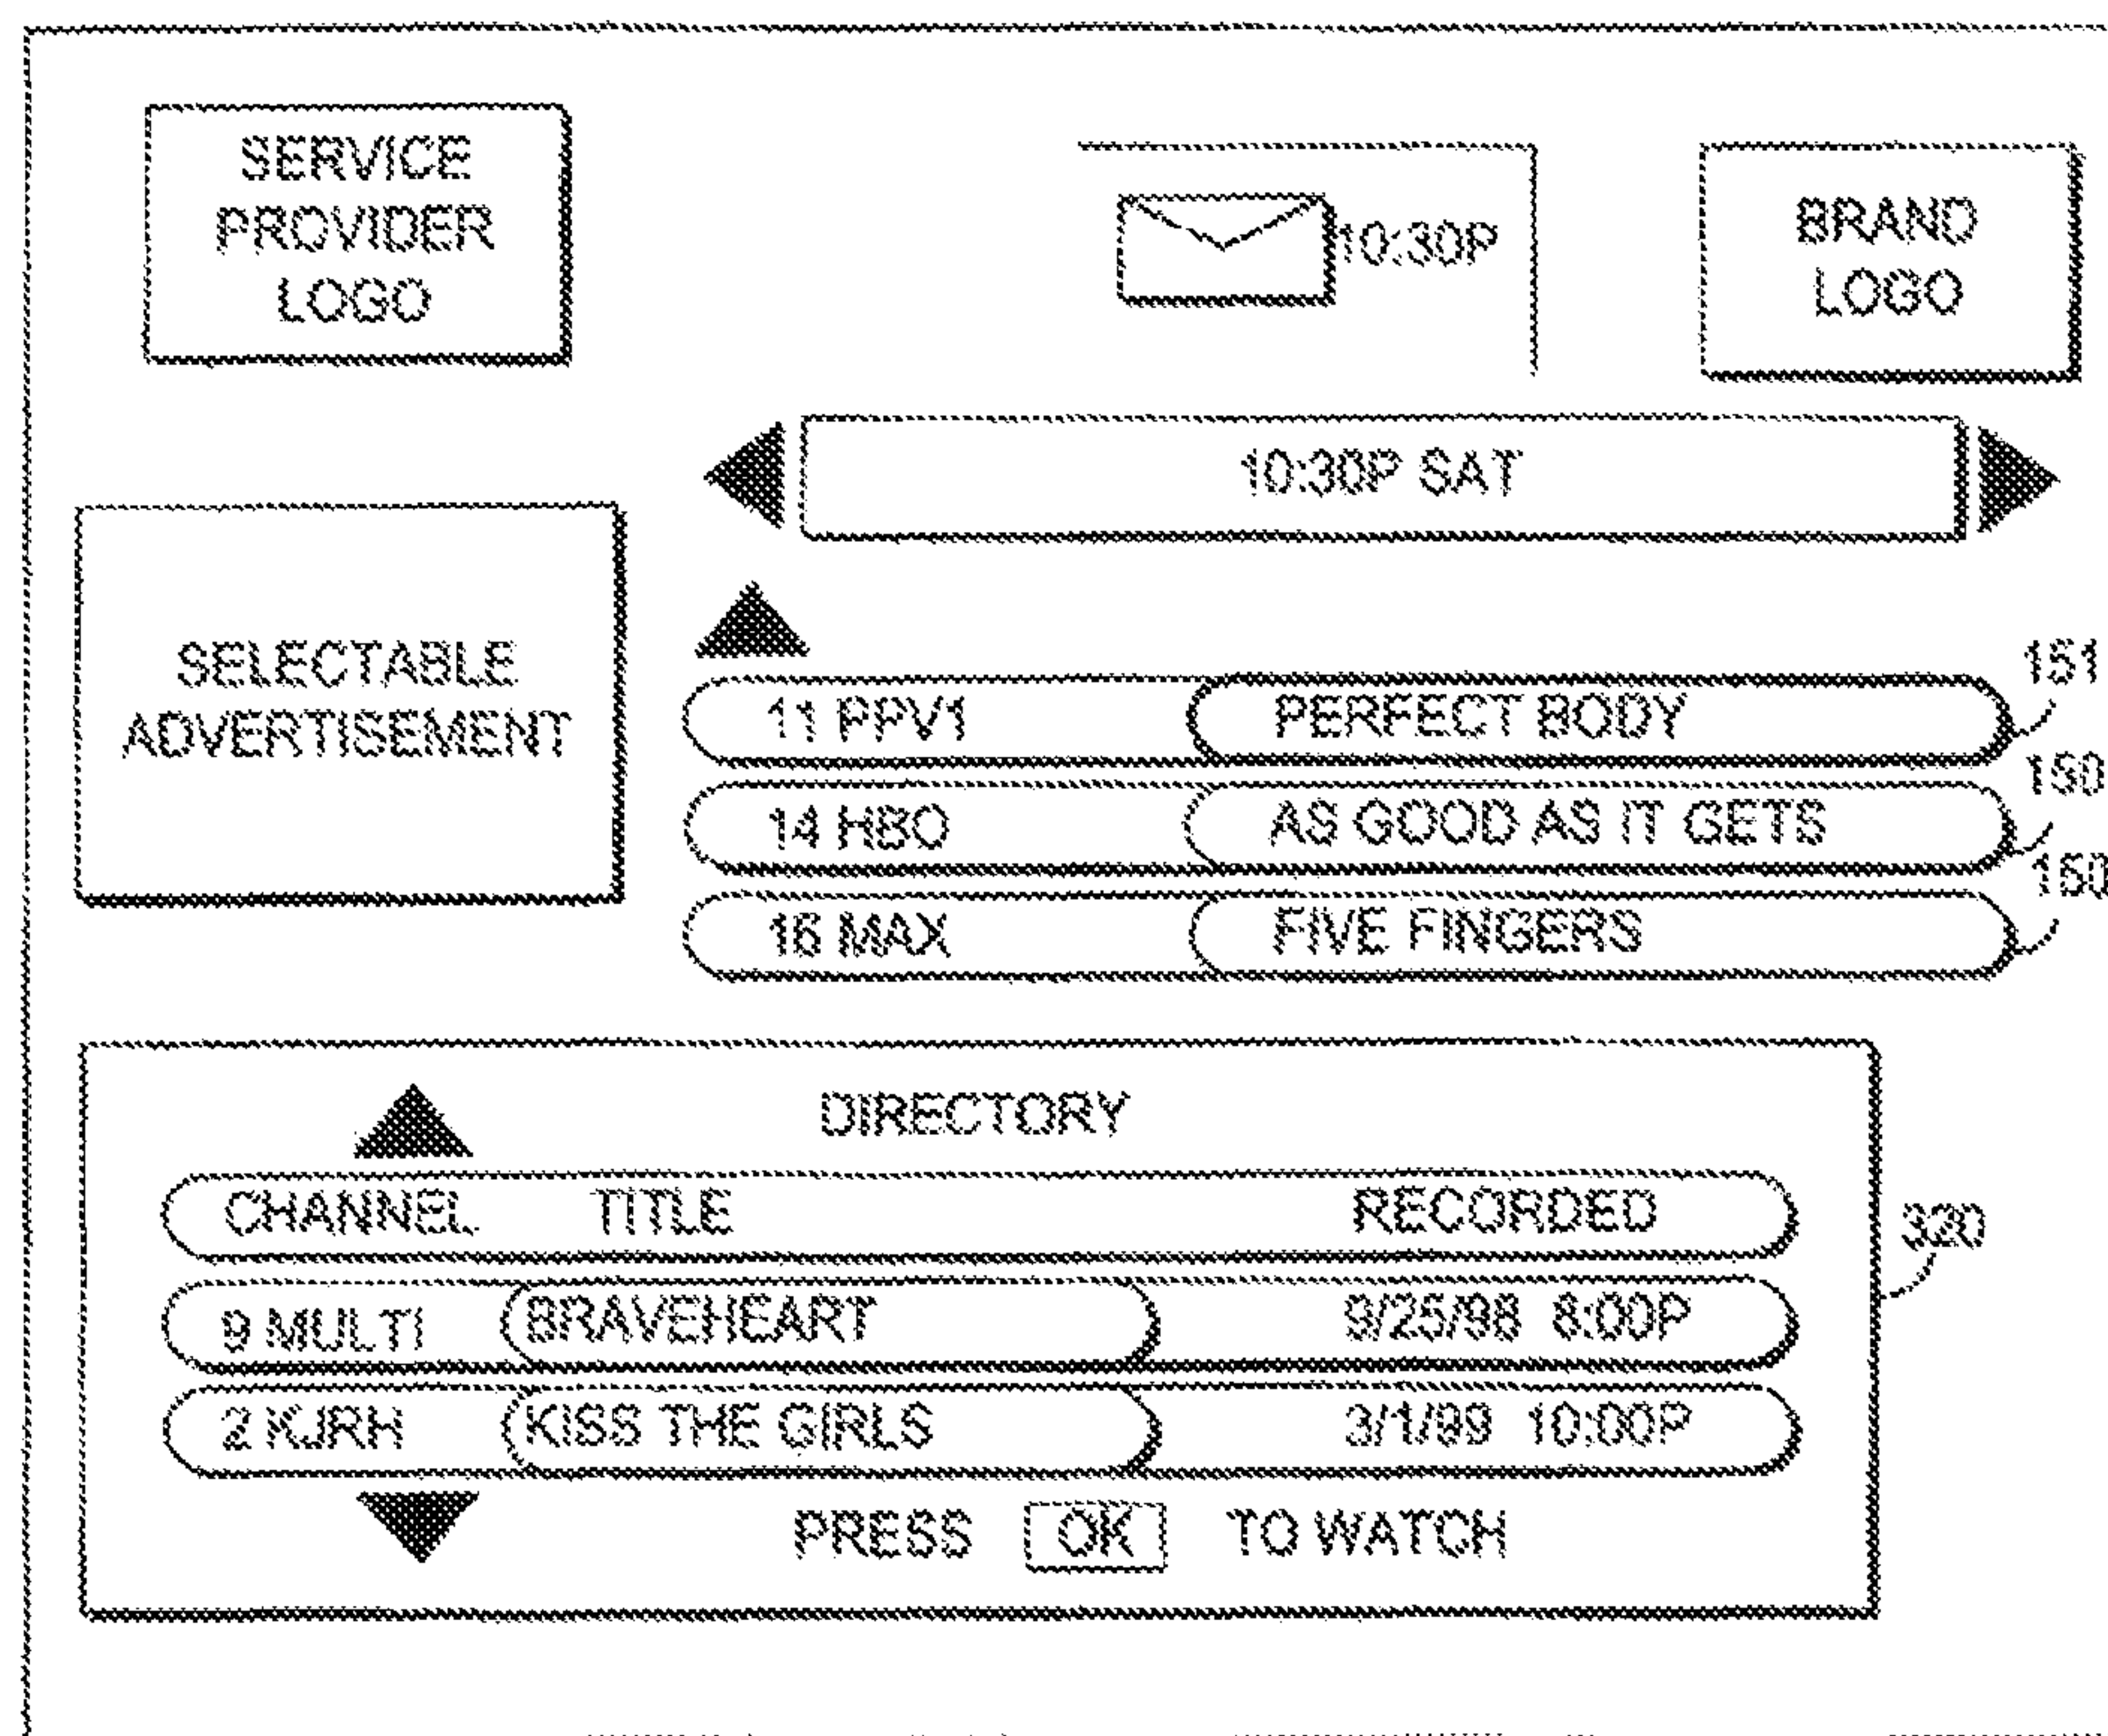 SERVICE
PROVIDER
LOGO
10:30P
BRAND
LOGO
10:30P SAT
SELECTABLE
ADVERTISEMENT
11 PPV1 PERFECT BODY 151
14 HBO AS GOOD AS IT GETS 150
16 MAX FIVE FINGERS 150
DIRECTORY
CHANNEL TITLE RECORDED
320
9 MULTI BRAVEHEART 9/25/98 8:00P
2 KJRH KISS THE GIRLS 3/1/99 10:00P
PRESS OK TO WATCH